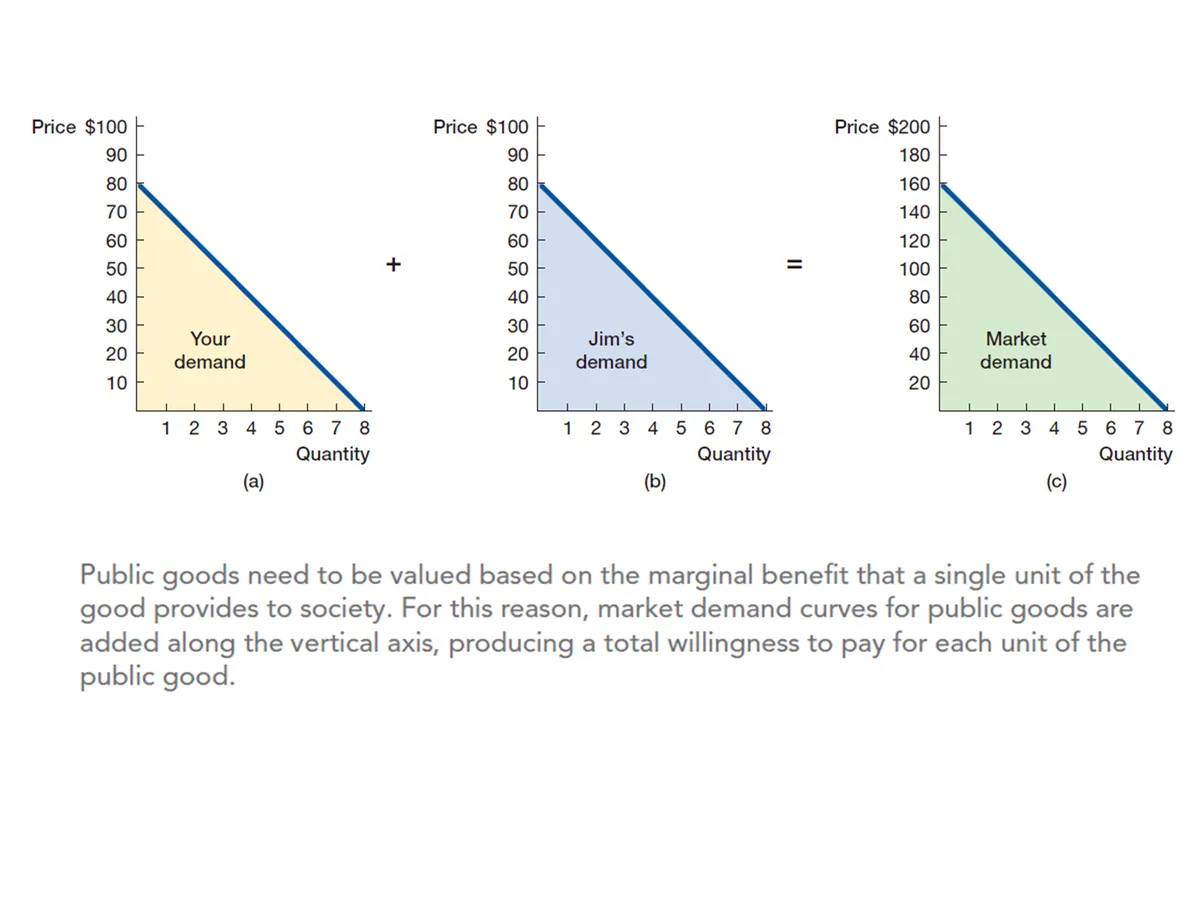 Price $100
90
80
70
60
50
40
30
20
10
Your
demand
1 2 3 4 5 6 7 8
Quantity
(a)
+
Price $100
90
80
70
60
50
40
30
20
10
Jim’s
demand
1 2 3 4 5 6 7 8
Quantity
(b)
=
Price $200
180
160
140
120
100
80
60
40
20
Market
demand
1 2 3 4 5 6 7 8
Quantity
(c)
Public goods need to be valued based on the marginal benefit that a single unit of the
good provides to society. For this reason, market demand curves for public goods are
added along the vertical axis, producing a total willingness to pay for each unit of the
public good.